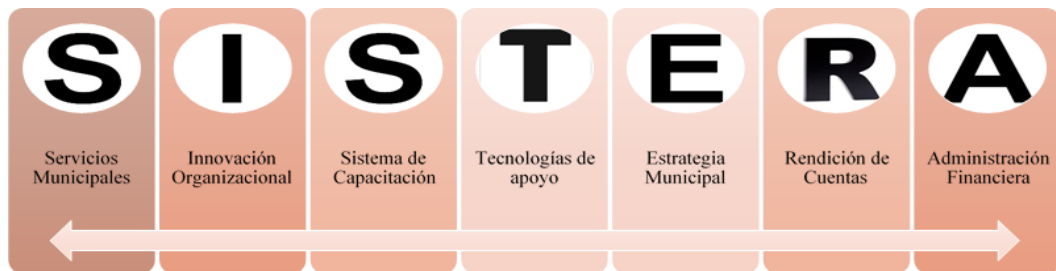 S I S T E R A
Servicios
Municipales
Innovación
Organizacional
Sistema de
Capacitación
Tecnologías de
apoyo
Estrategia
Municipal
Rendición de
Cuentas
Administración
Financiera